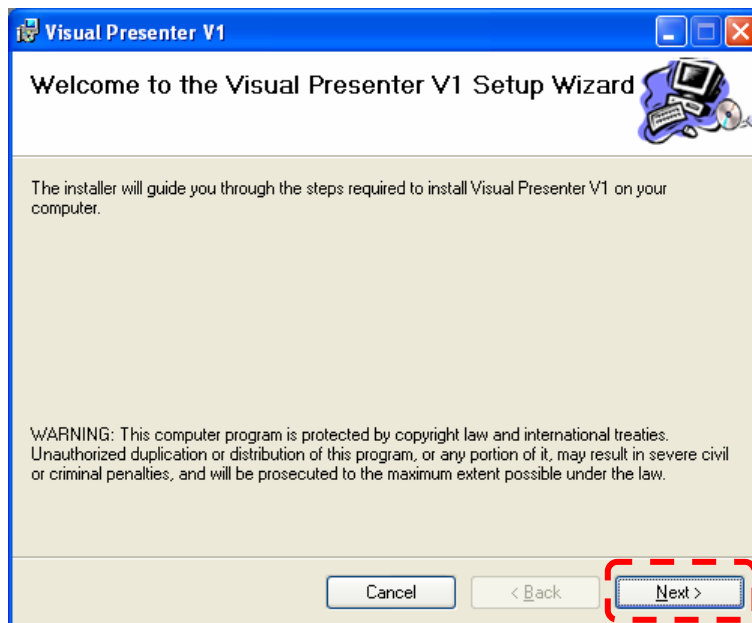 Visual Presenter V1
Welcome to the Visual Presenter V1 Setup Wizard
The installer will guide you through the steps required to install Visual Presenter V1 on your
computer.
WARNING: This computer program is protected by copyright law and international treaties.
Unauthorized duplication or distribution of this program, or any portion of it, may result in severe civil
or criminal penalties, and will be prosecuted to the maximum extent possible under the law.
Cancel < Back Next >